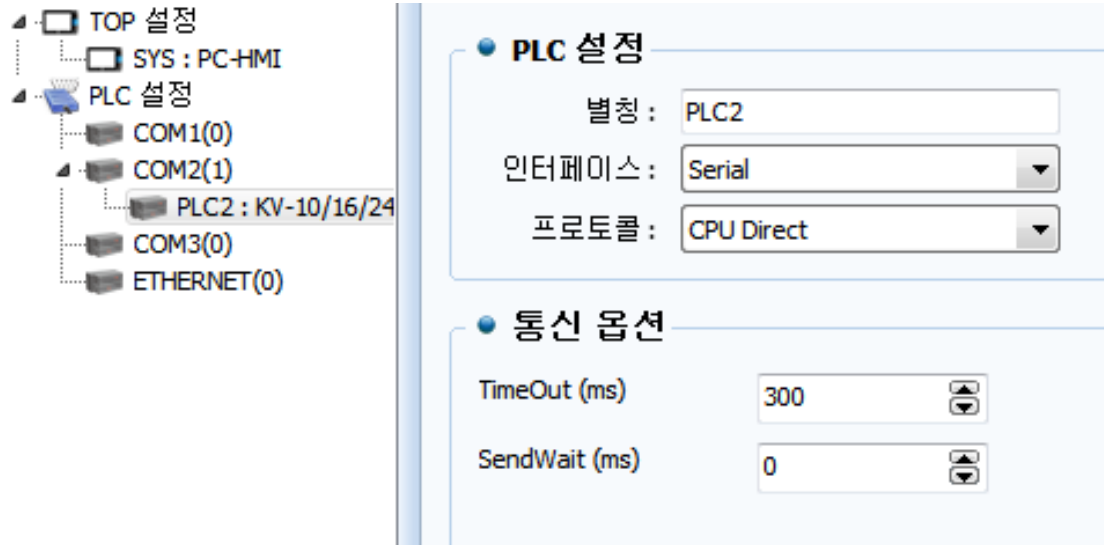 TOP 설정
SYS : PC-HMI
PLC 설정
COM1(0)
COM2(1)
PLC2 : KV-10/16/24
COM3(0)
ETHERNET(0)
PLC 설정
별칭 : PLC2
인터페이스 : Serial
프로토콜 : CPU Direct
통신 옵션
TimeOut (ms) 300
SendWait (ms) 0